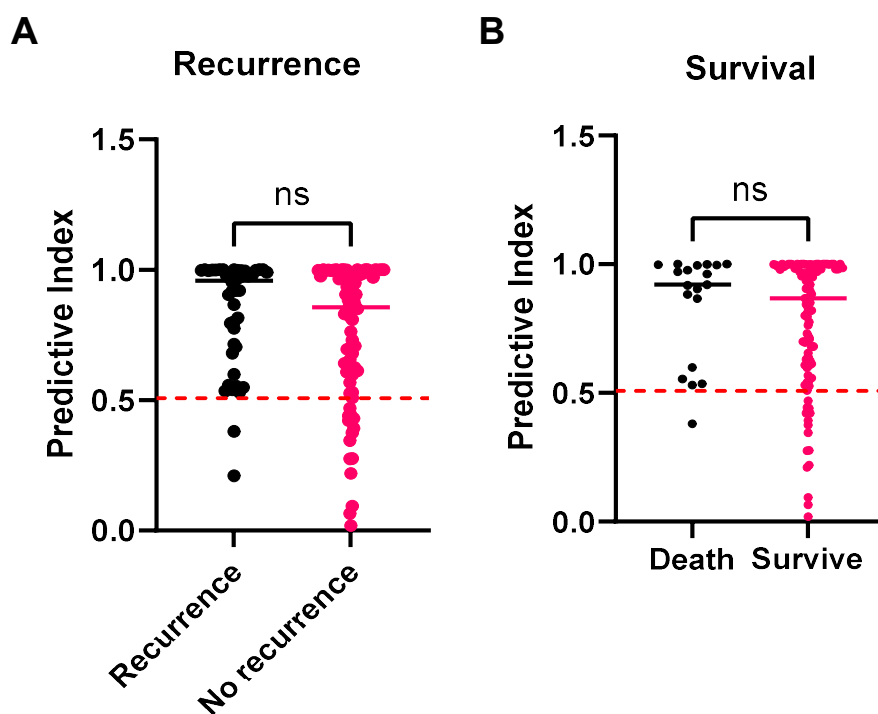 A
Recurrence
Predictive Index
1.5
1.0
0.5
0.0
ns
Recurrence
No recurrence
B
Survival
Predictive Index
1.5
1.0
0.5
0.0
ns
Death
Survive